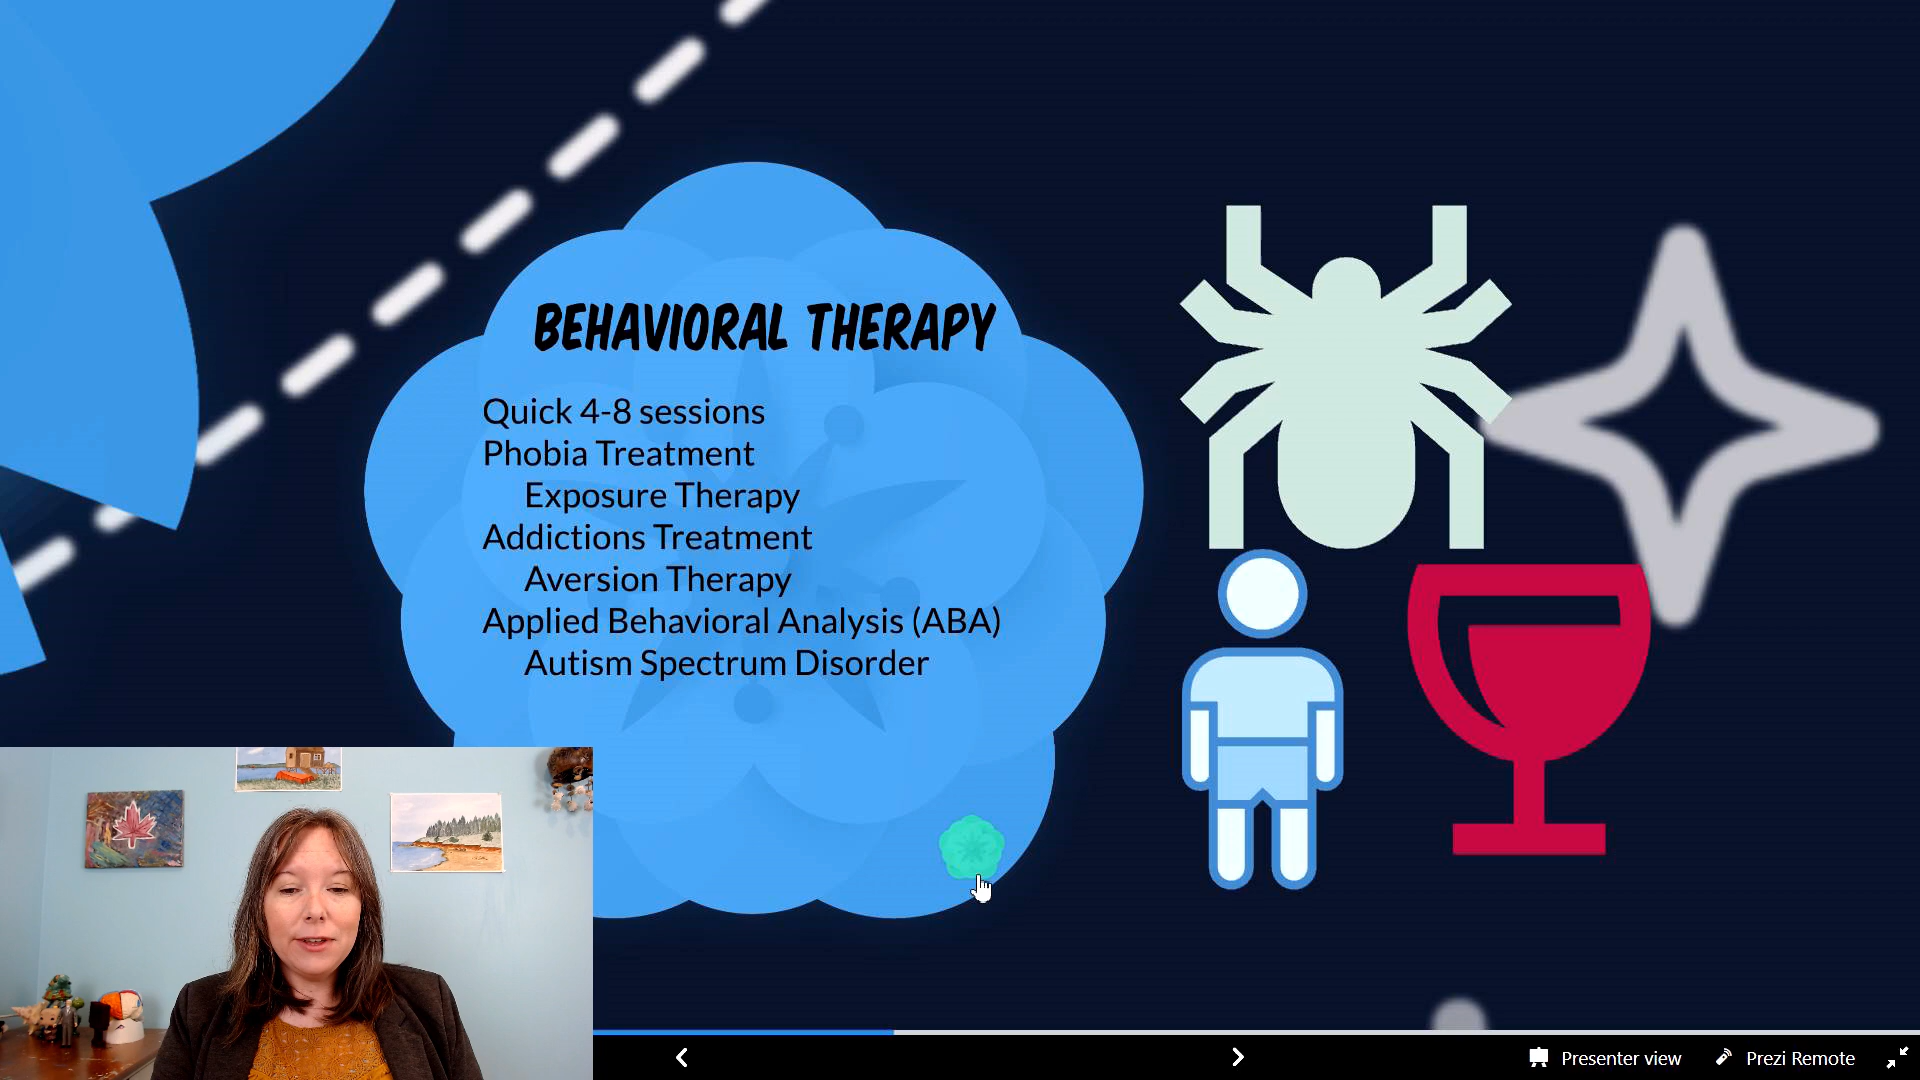 BEHAVIORAL THERAPY
Quick 4-8 sessions
Phobia Treatment
Exposure Therapy
Addictions Treatment
Aversion Therapy
Applied Behavioral Analysis (ABA)
Autism Spectrum Disorder
Presenter view
Prezi Remote